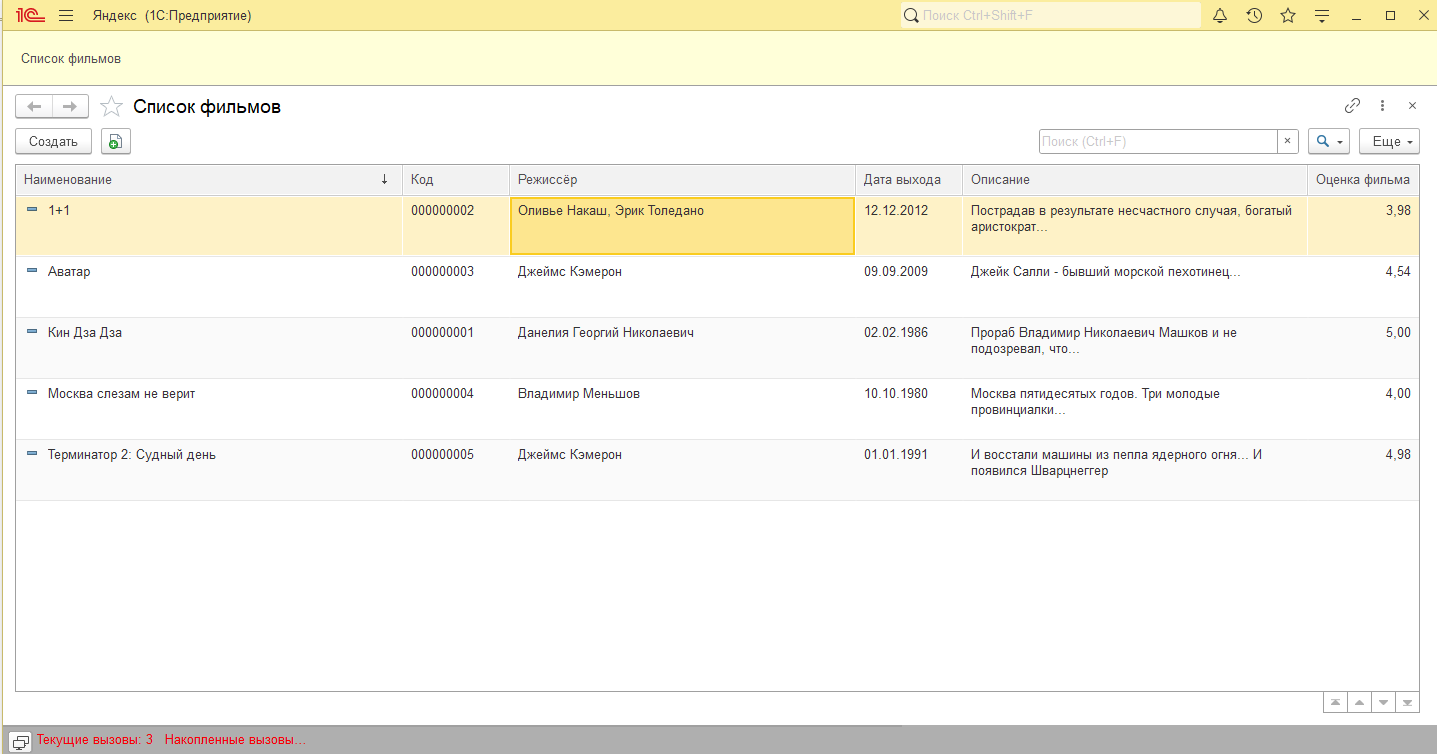 1С Яндекс (1С:Предприятие) Поиск Ctrl+Shift+F
Список фильмов
Список фильмов
Создать Поиск (Ctrl+F) × Еще
Наименование ↓ Код Режиссёр Дата выхода Описание Оценка фильма
1+1 000000002 Оливье Накаш, Эрик Толедано 12.12.2012 Пострадав в результате несчастного случая, богатый 3,98
аристократ...
Аватар 000000003 Джеймс Кэмерон 09.09.2009 Джейк Салли - бывший морской пехотинец... 4,54
Кин Дза Дза 000000001 Данелия Георгий Николаевич 02.02.1986 Прораб Владимир Николаевич Машков и не 5,00
подозревал, что...
Москва слезам не верит 000000004 Владимир Меньшов 10.10.1980 Москва пятидесятых годов. Три молодые 4,00
провинциалки...
Терминатор 2: Судный день 000000005 Джеймс Кэмерон 01.01.1991 И восстали машины из пепла ядерного огня... И 4,98
появился Шварцнеггер
Текущие вызовы: 3 Накопленные вызовы...